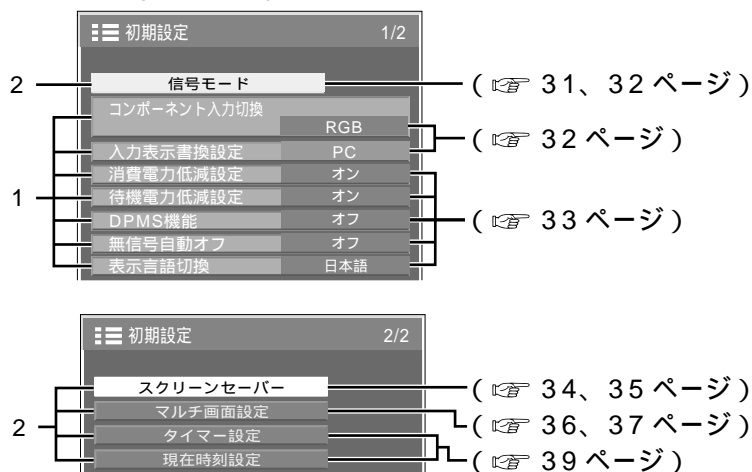 初期設定 1/2
2 信号モード (☞ 31、32 ページ)
コンポーネント入力切換
RGB
(☞ 32 ページ)
入力表示書換設定 PC
消費電力低減設定 オン
1 待機電力低減設定 オン
DPMS機能 オフ (☞ 33 ページ)
無信号自動オフ オフ
表示言語切換 日本語
初期設定 2/2
スクリーンセーバー (☞ 34、35 ページ)
マルチ画面設定 (☞ 36、37 ページ)
2 タイマー設定
現在時刻設定 (☞ 39 ページ)